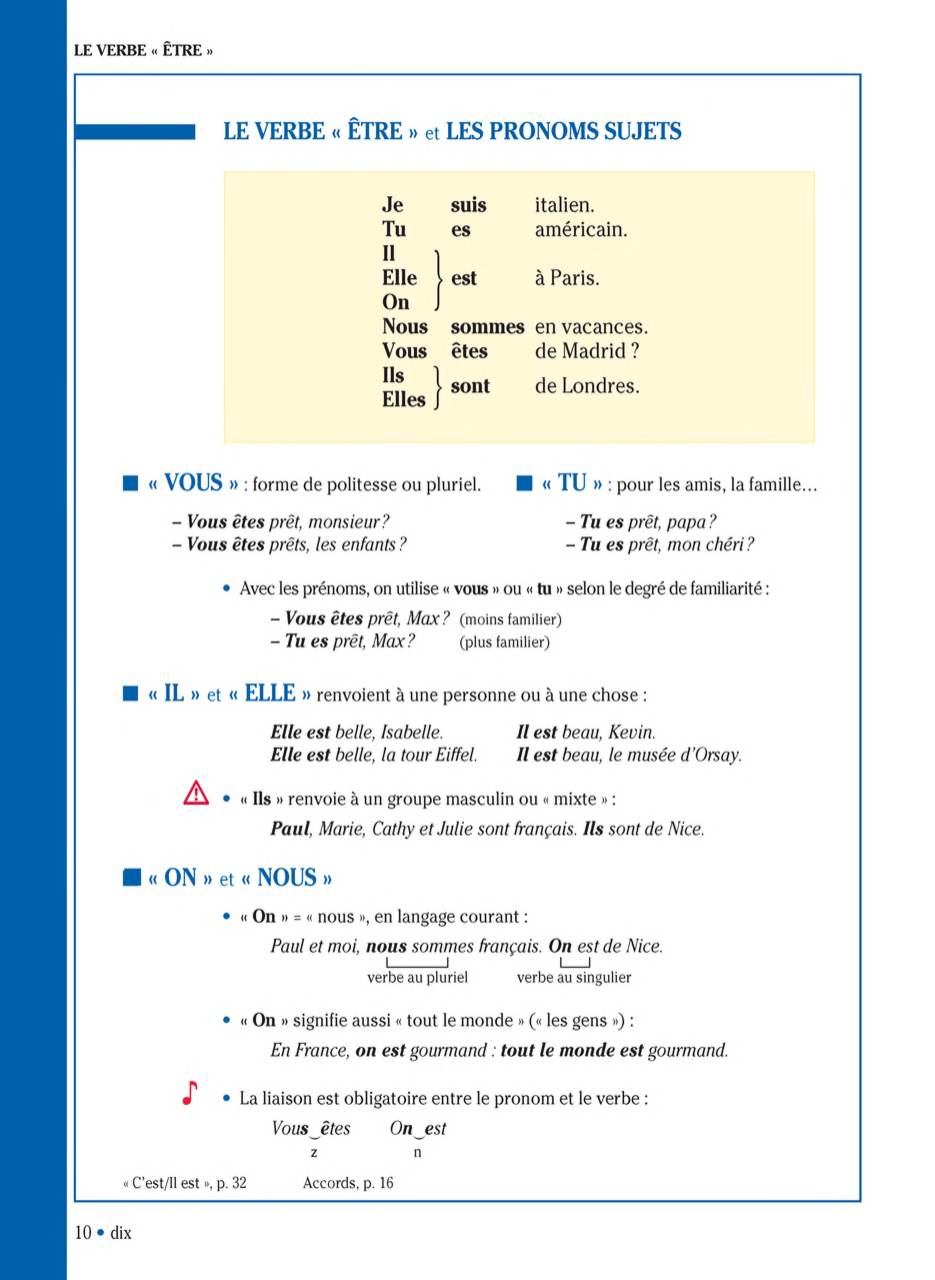 LE VERBE « ÊTRE »
LE VERBE « ÊTRE » et LES PRONOMS SUJETS
Je suis italien.
Tu es américain.
Il
Elle est à Paris.
On
Nous sommes en vacances.
Vous êtes de Madrid ?
Ils
sont de Londres.
Elles
« VOUS » : forme de politesse ou pluriel.
– Vous êtes prêt, monsieur ?
– Vous êtes prêts, les enfants ?
« TU » : pour les amis, la famille…
– Tu es prêt, papa ?
– Tu es prêt, mon chéri ?
• Avec les prénoms, on utilise « vous » ou « tu » selon le degré de familiarité :
– Vous êtes prêt, Max ? (moins familier)
– Tu es prêt, Max ? (plus familier)
« IL » et « ELLE » renvoient à une personne ou à une chose :
Elle est belle, Isabelle. Il est beau, Kevin.
Elle est belle, la tour Eiffel. Il est beau, le musée d’Orsay.
• « Ils » renvoie à un groupe masculin ou « mixte » :
Paul, Marie, Cathy et Julie sont français. Ils sont de Nice.
« ON » et « NOUS »
• « On » = « nous », en langage courant :
Paul et moi, nous sommes français. On est de Nice.
verbe au pluriel verbe au singulier
• « On » signifie aussi « tout le monde » (« les gens ») :
En France, on est gourmand : tout le monde est gourmand.
• La liaison est obligatoire entre le pronom et le verbe :
Vous‿êtes On‿est
z n
« C’est/Il est », p. 32 Accords, p. 16
10 • dix